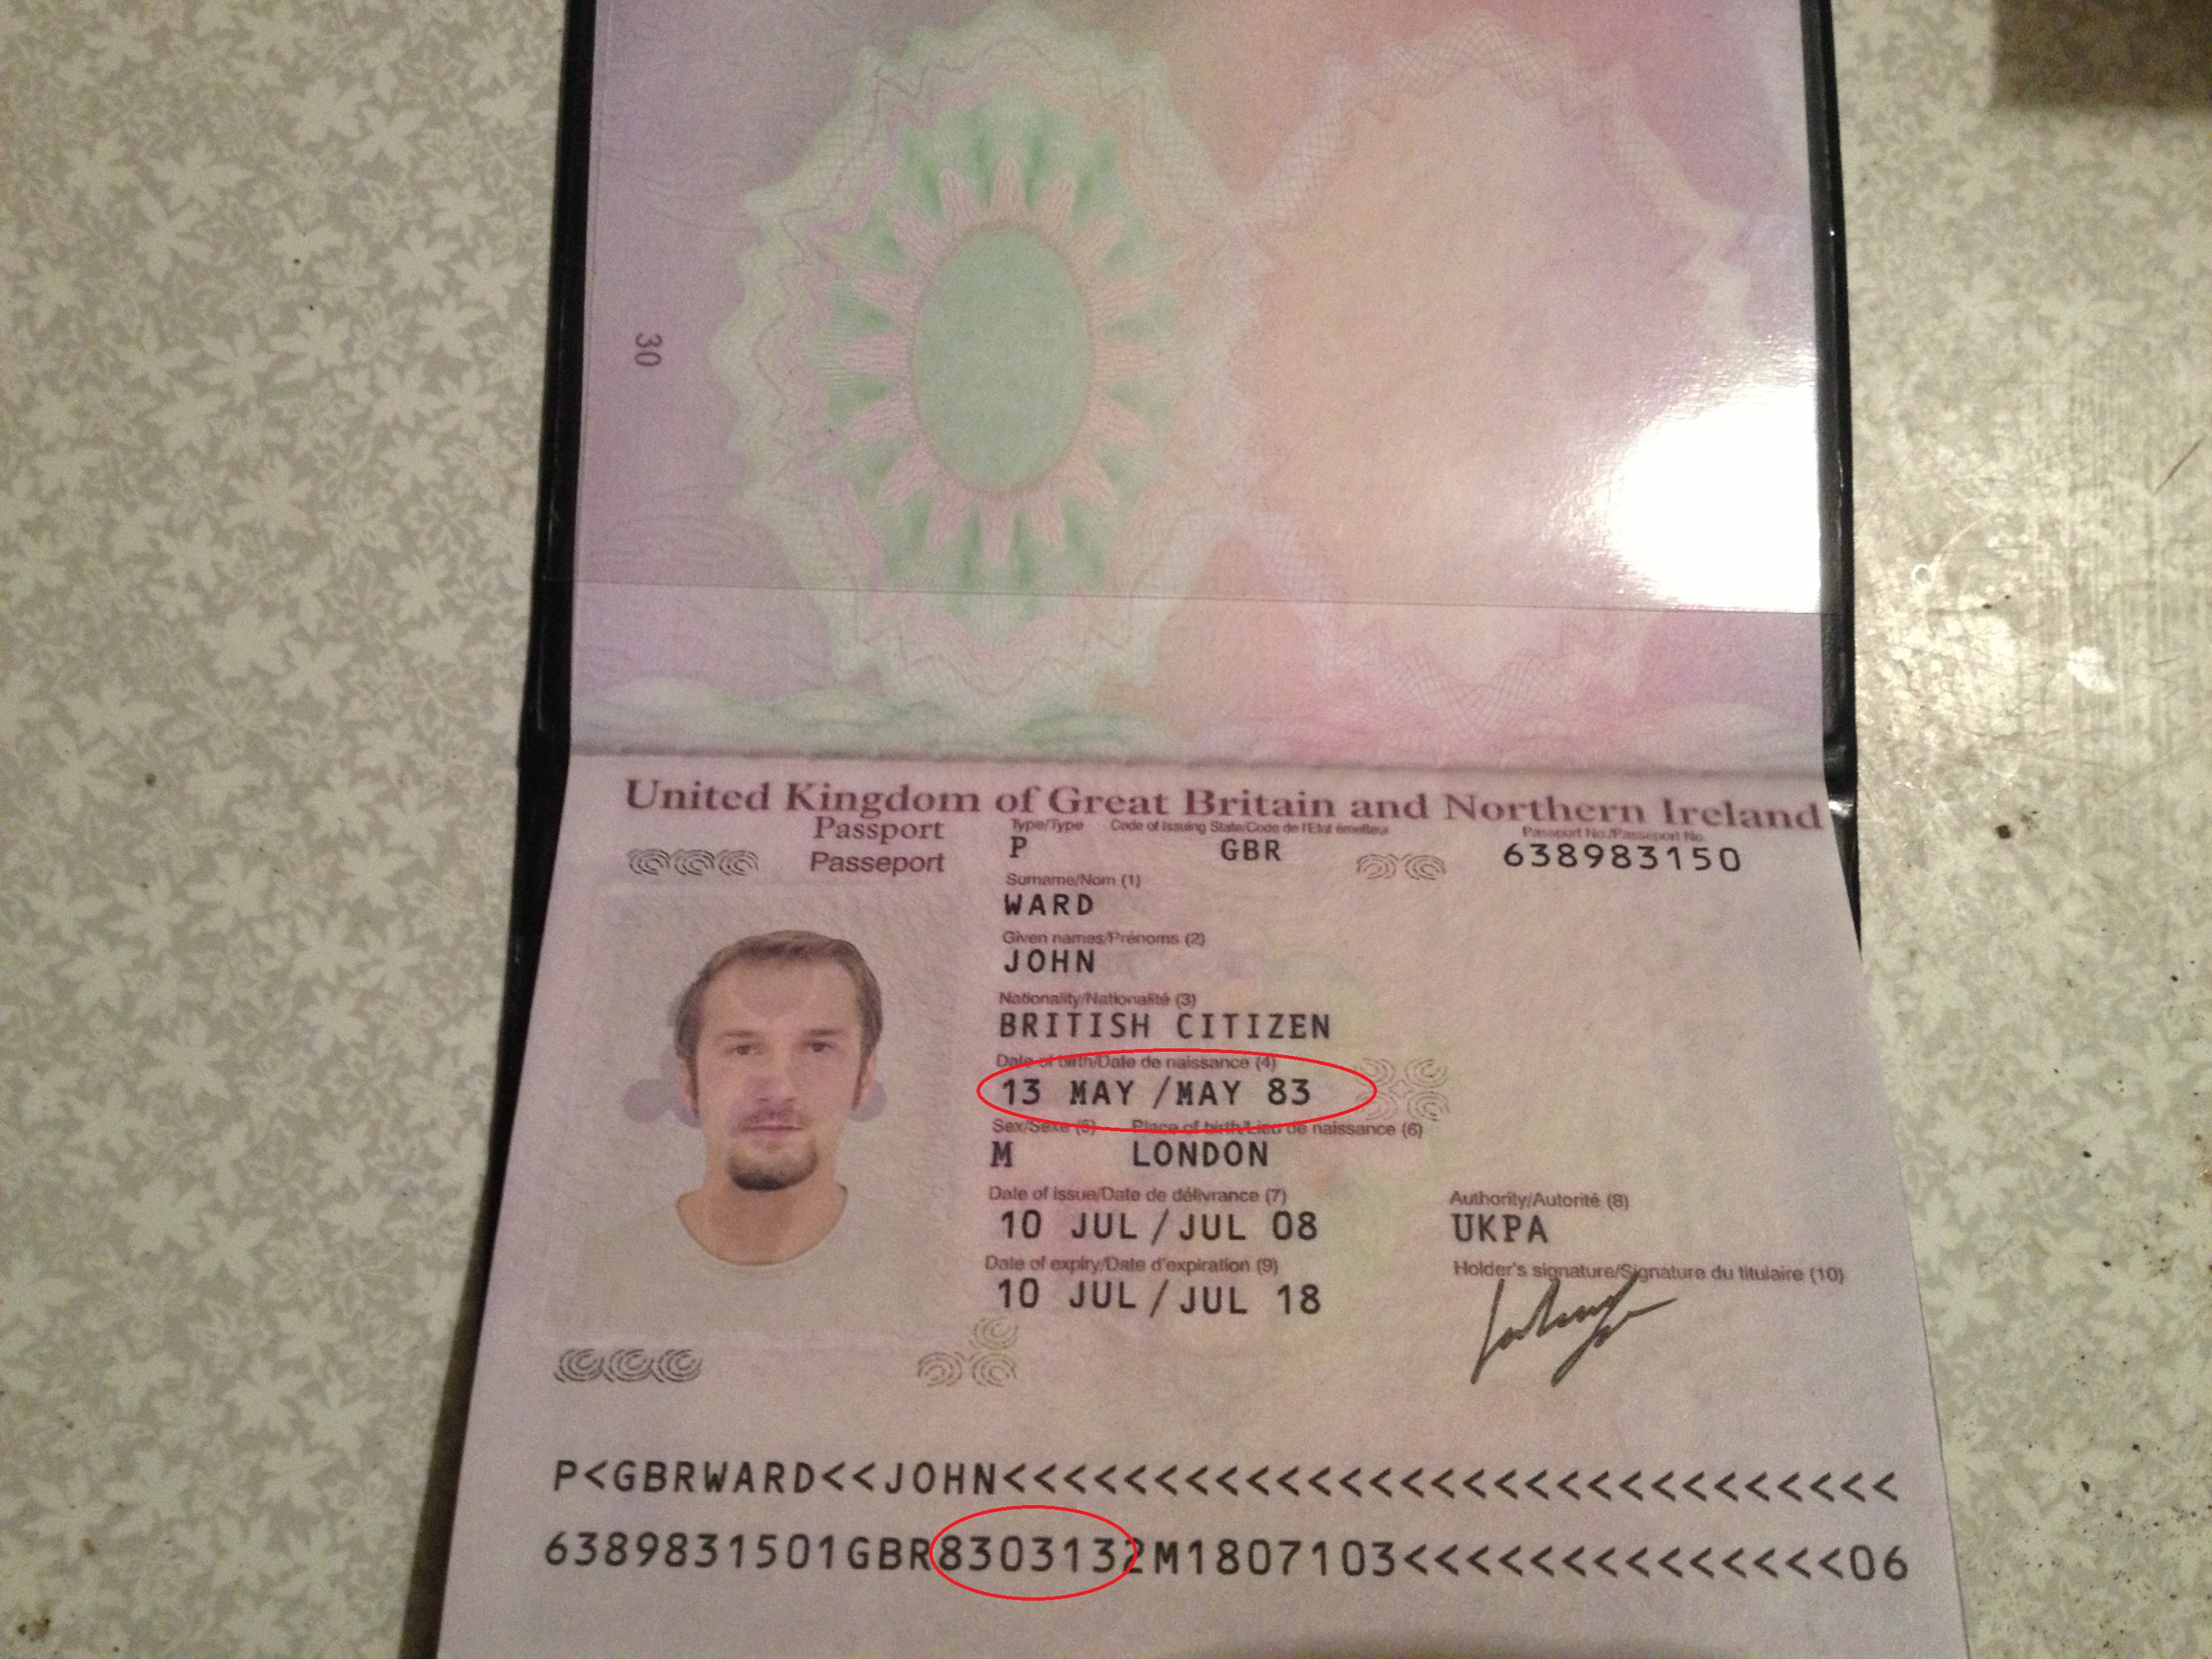 30
United Kingdom of Great Britain and Northern Ireland
Passport Type/Type Code of Issuing State/Code de l'Etat émetteur Passport No./Passeport No.
Passeport P GBR 638983150
Surname/Nom (1)
WARD
Given names/Prénoms (2)
JOHN
Nationality/Nationalité (3)
BRITISH CITIZEN
Date of birth/Date de naissance (4)
13 MAY /MAY 83
Sex/Sexe (5) Place of birth/Lieu de naissance (6)
M LONDON
Date of issue/Date de délivrance (7) Authority/Autorité (8)
10 JUL /JUL 08 UKPA
Date of expiry/Date d'expiration (9) Holder's signature/Signature du titulaire (10)
10 JUL /JUL 18
P<GBRWARD<<JOHN<<<<<<<<<<<<<<<<<<<<<<<<<<<<<
6389831501GBR8303132M1807103<<<<<<<<<<<<<<06